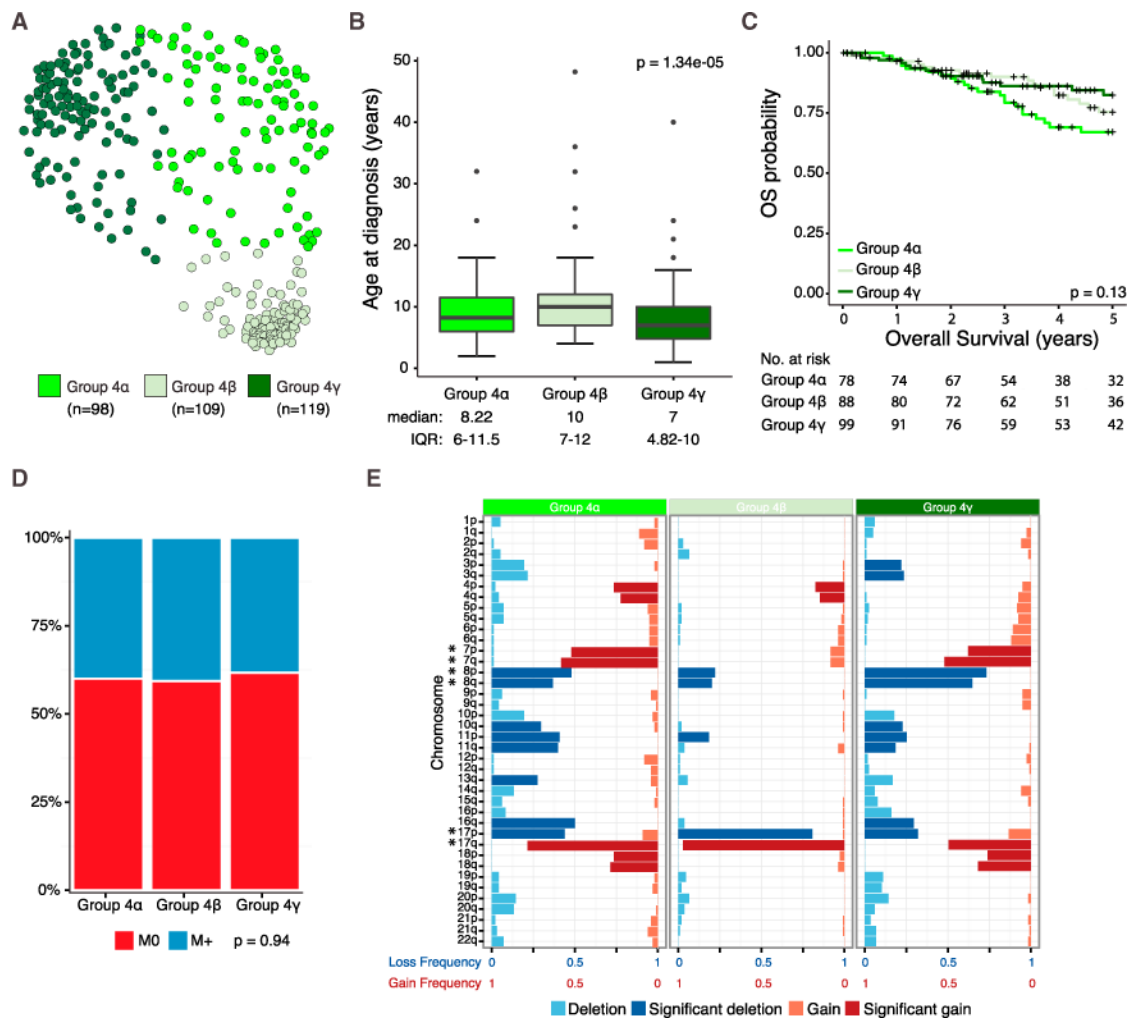 A
Group 4α
(n=98)
Group 4β
(n=109)
Group 4γ
(n=119)
B
Age at diagnosis (years)
50
40
30
20
10
0
p = 1.34e-05
Group 4α Group 4β Group 4γ
median: 8.22 10 7
IQR: 6-11.5 7-12 4.82-10
C
OS probability
1.00
0.75
0.50
0.25
0.00
Group 4α
Group 4β
Group 4γ
p = 0.13
0 1 2 3 4 5
Overall Survival (years)
No. at risk
Group 4α 78 74 67 54 38 32
Group 4β 88 80 72 62 51 36
Group 4γ 99 91 76 59 53 42
D
100%
75%
50%
25%
0%
Group 4α Group 4β Group 4γ
M0 M+ p = 0.94
E
Group 4α Group 4β Group 4γ
Chromosome
1p
1q
2p
2q
3p
3q
4p
4q
5p
5q
6p
6q
* 7p
* 7q
* 8p
* 8q
9p
9q
10p
10q
11p
11q
12p
12q
13q
14q
15q
16p
16q
* 17p
* 17q
18p
18q
19p
19q
20p
20q
21p
21q
22q
Loss Frequency 0 0.5 1 0 0.5 1 0 0.5 1
Gain Frequency 1 0.5 0 1 0.5 0 1 0.5 0
Deletion Significant deletion Gain Significant gain